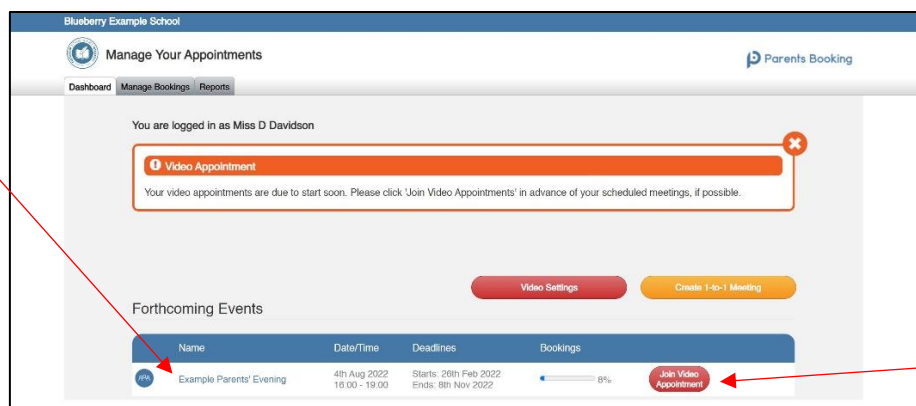 Blueberry Example School
Manage Your Appointments
Parents Booking
Dashboard Manage Bookings Reports
You are logged in as Miss D Davidson
Video Appointment
Your video appointments are due to start soon. Please click 'Join Video Appointments' in advance of your scheduled meetings, if possible.
Video Settings Create 1-to-1 Meeting
Forthcoming Events
Name Date/Time Deadlines Bookings
Example Parents' Evening
4th Aug 2022
16:00 - 19:00
Starts: 26th Feb 2022
Ends: 8th Nov 2022
8%
Join Video
Appointment